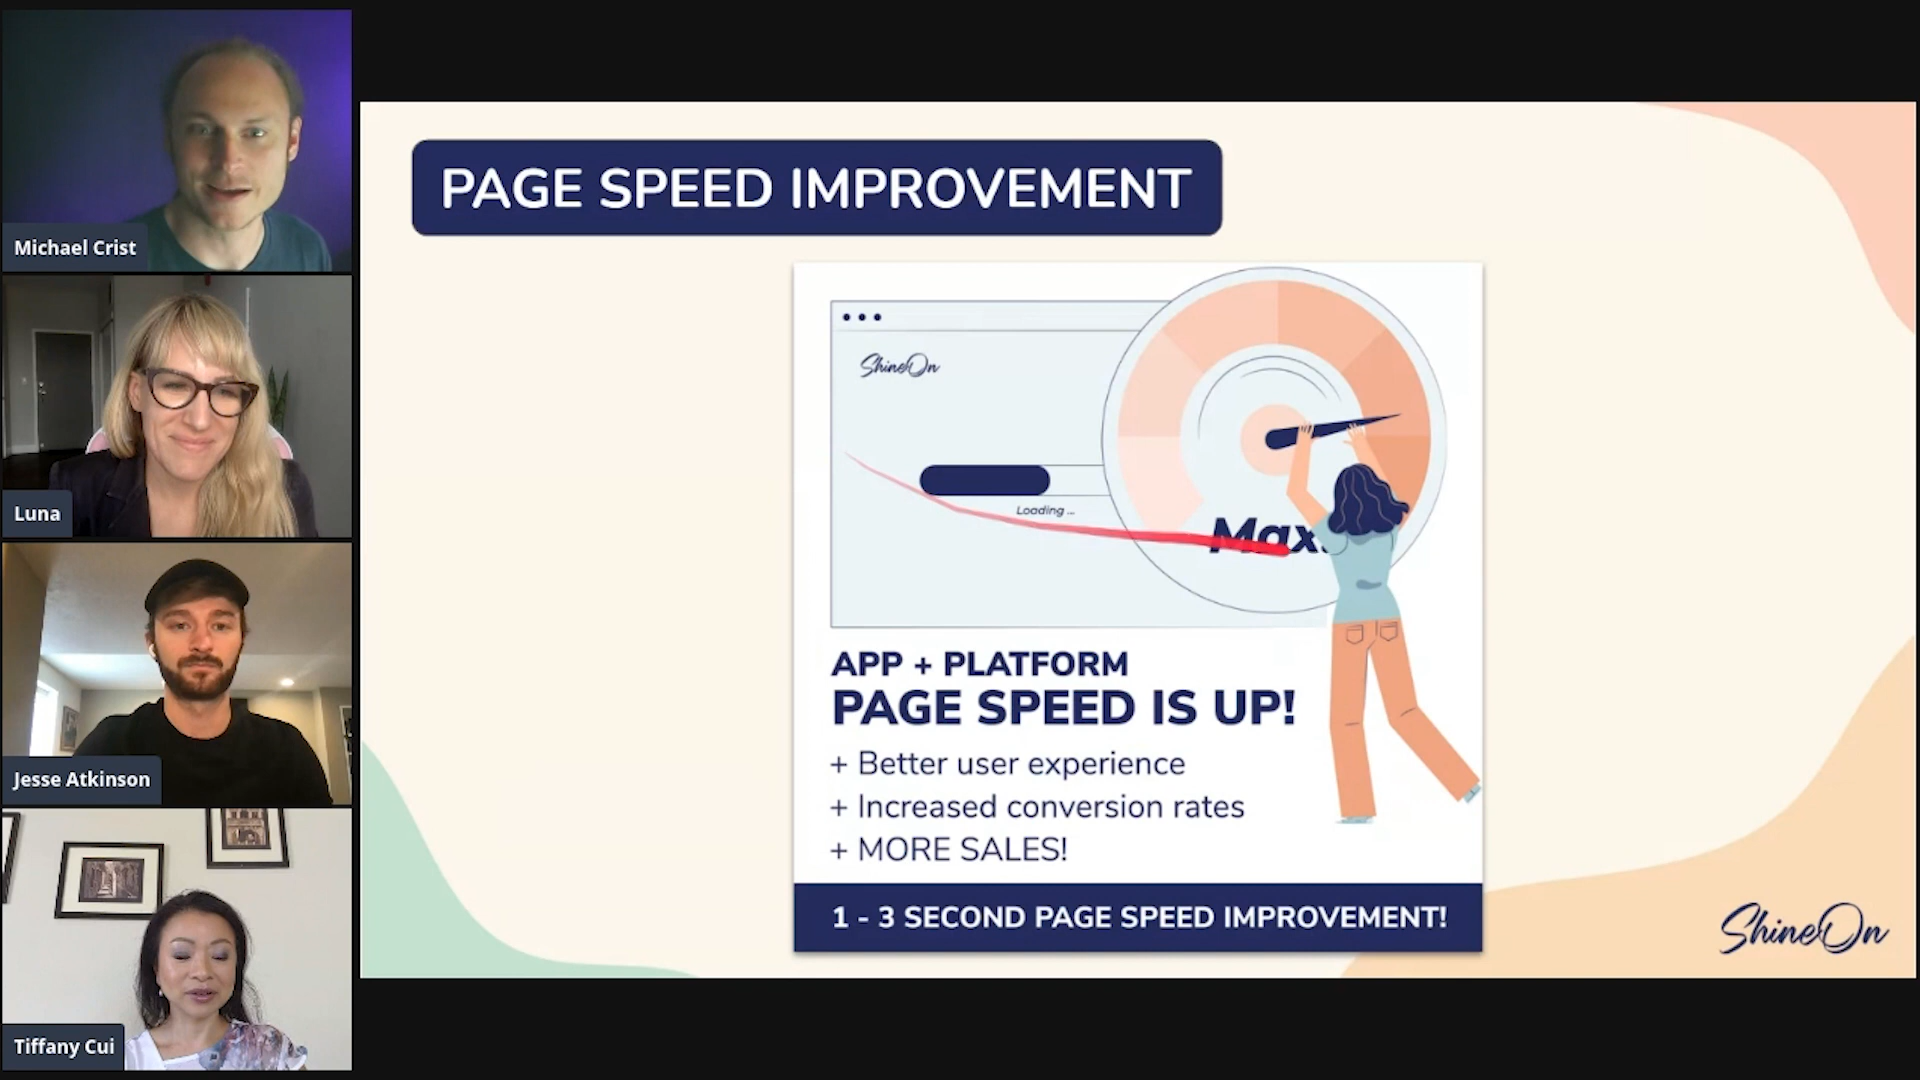 Michael Crist
Luna
Jesse Atkinson
Tiffany Cui
PAGE SPEED IMPROVEMENT
ShineOn
Loading ...
Max
APP + PLATFORM
PAGE SPEED IS UP!
+ Better user experience
+ Increased conversion rates
+ MORE SALES!
1 - 3 SECOND PAGE SPEED IMPROVEMENT!
ShineOn